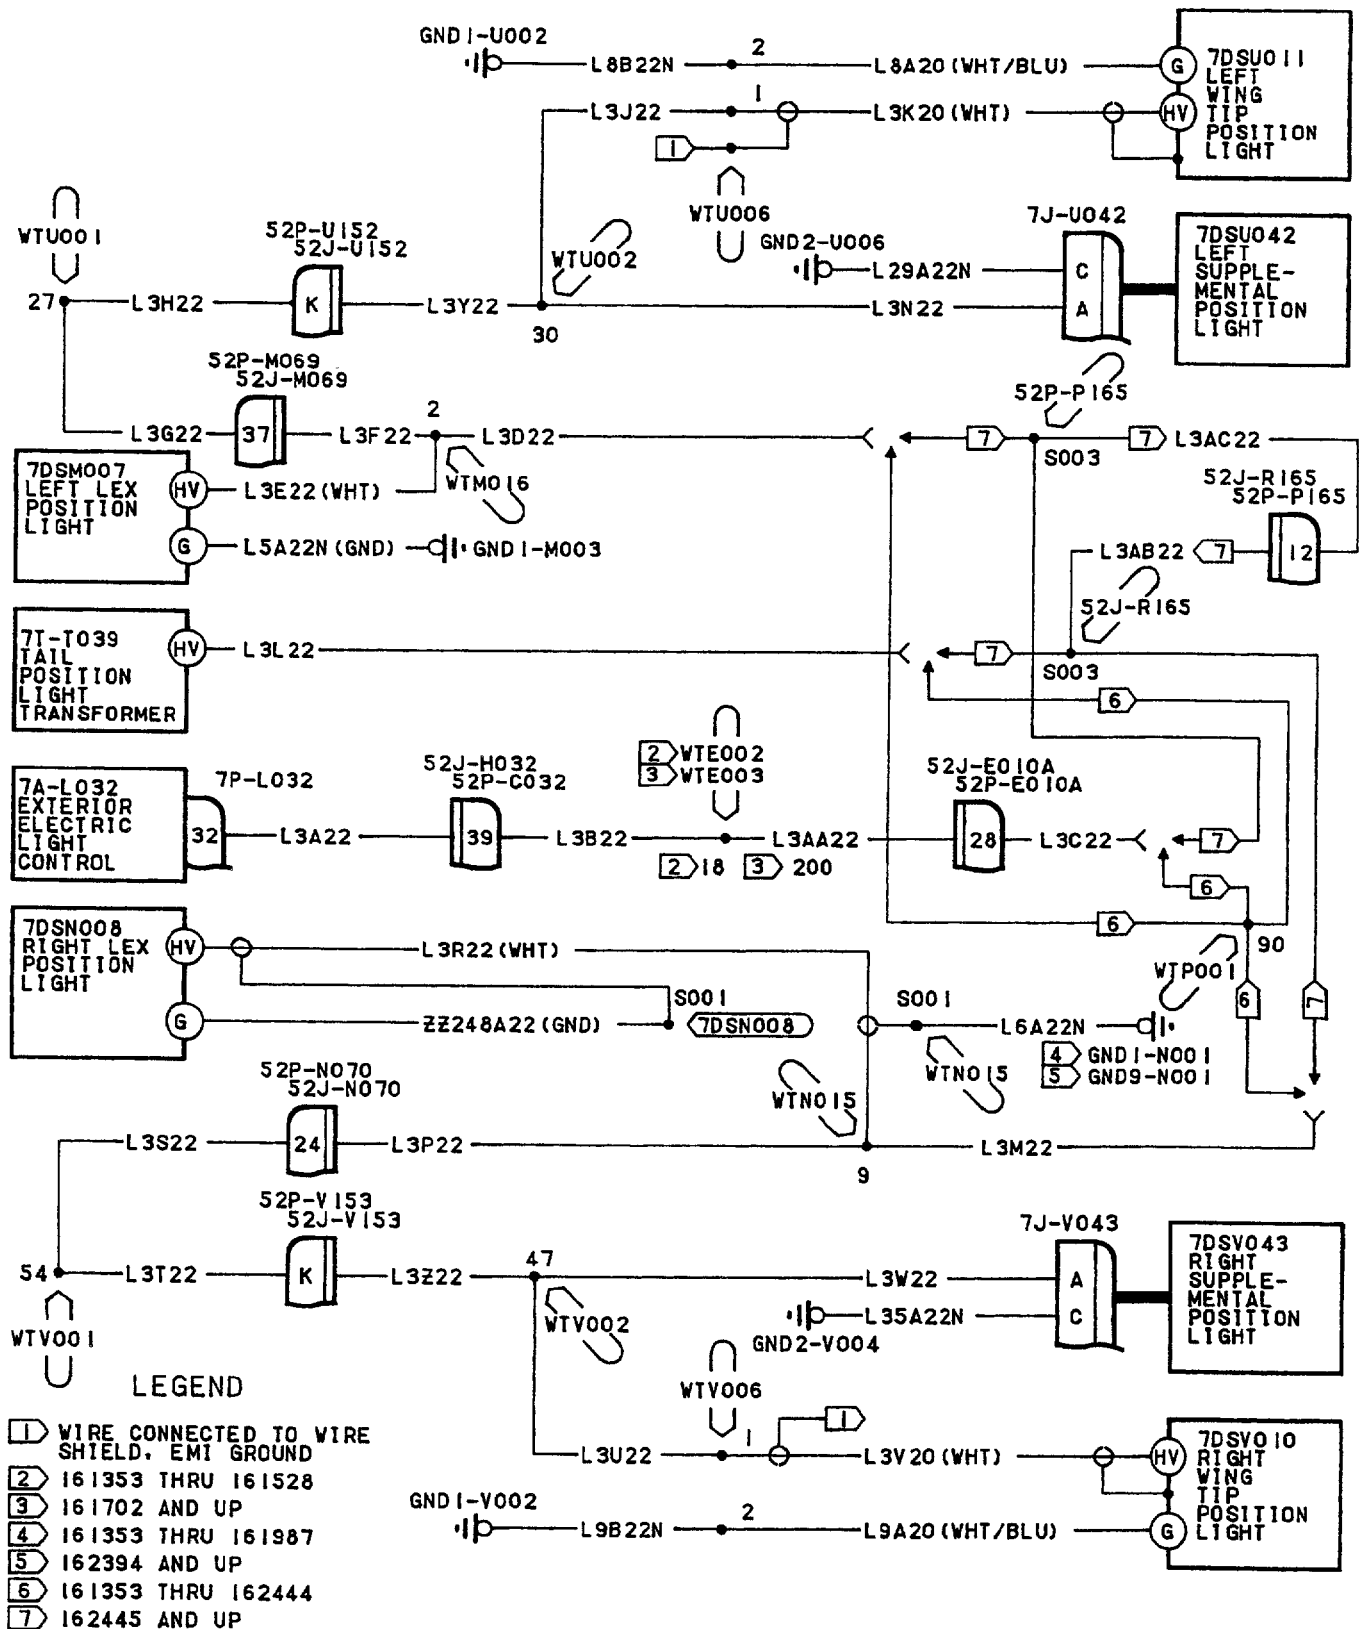 GND1-U002
2
L8B22N
L8A20(WHT/BLU)
G
7DSU011
LEFT
WING
TIP
POSITION
LIGHT
L3J22
1
L3K20(WHT)
HV
1
WTU001
WTU006
52P-U152
52J-U152
WTU002
GND2-U006
7J-U042
L29A22N
C
7DSU042
LEFT
SUPPLE-
MENTAL
POSITION
LIGHT
27
L3H22
K
L3Y22
L3N22
A
30
52P-M069
52J-M069
52P-P165
2
L3G22
37
L3F22
L3D22
7
7
L3AC22
S003
7DSM007
LEFT LEX
POSITION
LIGHT
HV
L3E22(WHT)
WTM016
52J-R165
52P-P165
G
L5A22N(GND)
GND1-M003
L3AB22
7
12
52J-R165
7T-T039
TAIL
POSITION
LIGHT
TRANSFORMER
HV
L3L22
7
S003
6
2
WTE002
3
WTE003
7A-L032
EXTERIOR
ELECTRIC
LIGHT
CONTROL
7P-L032
52J-H032
52P-C032
52J-E010A
52P-E010A
32
L3A22
39
L3B22
L3AA22
28
L3C22
7
2
18
3
200
6
7DSN008
RIGHT LEX
POSITION
LIGHT
HV
L3R22(WHT)
6
90
WTP001
G
ZZ248A22(GND)
S001
7DSN008
S001
L6A22N
6
7
4
GND1-N001
5
GND9-N001
WTN015
WTN015
52P-N070
52J-N070
L3S22
24
L3P22
L3M22
9
52P-V153
52J-V153
7J-V043
54
L3T22
K
L3Z22
47
L3W22
A
7DSV043
RIGHT
SUPPLE-
MENTAL
POSITION
LIGHT
WTV001
WTV002
L35A22N
C
GND2-V004
WTV006
LEGEND
1
1
WIRE CONNECTED TO WIRE
SHIELD, EMI GROUND
2
161353 THRU 161528
3
161702 AND UP
4
161353 THRU 161987
5
162394 AND UP
6
161353 THRU 162444
7
162445 AND UP
L3U22
1
L3V20(WHT)
HV
7DSV010
RIGHT
WING
TIP
POSITION
LIGHT
GND1-V002
L9B22N
2
L9A20(WHT/BLU)
G